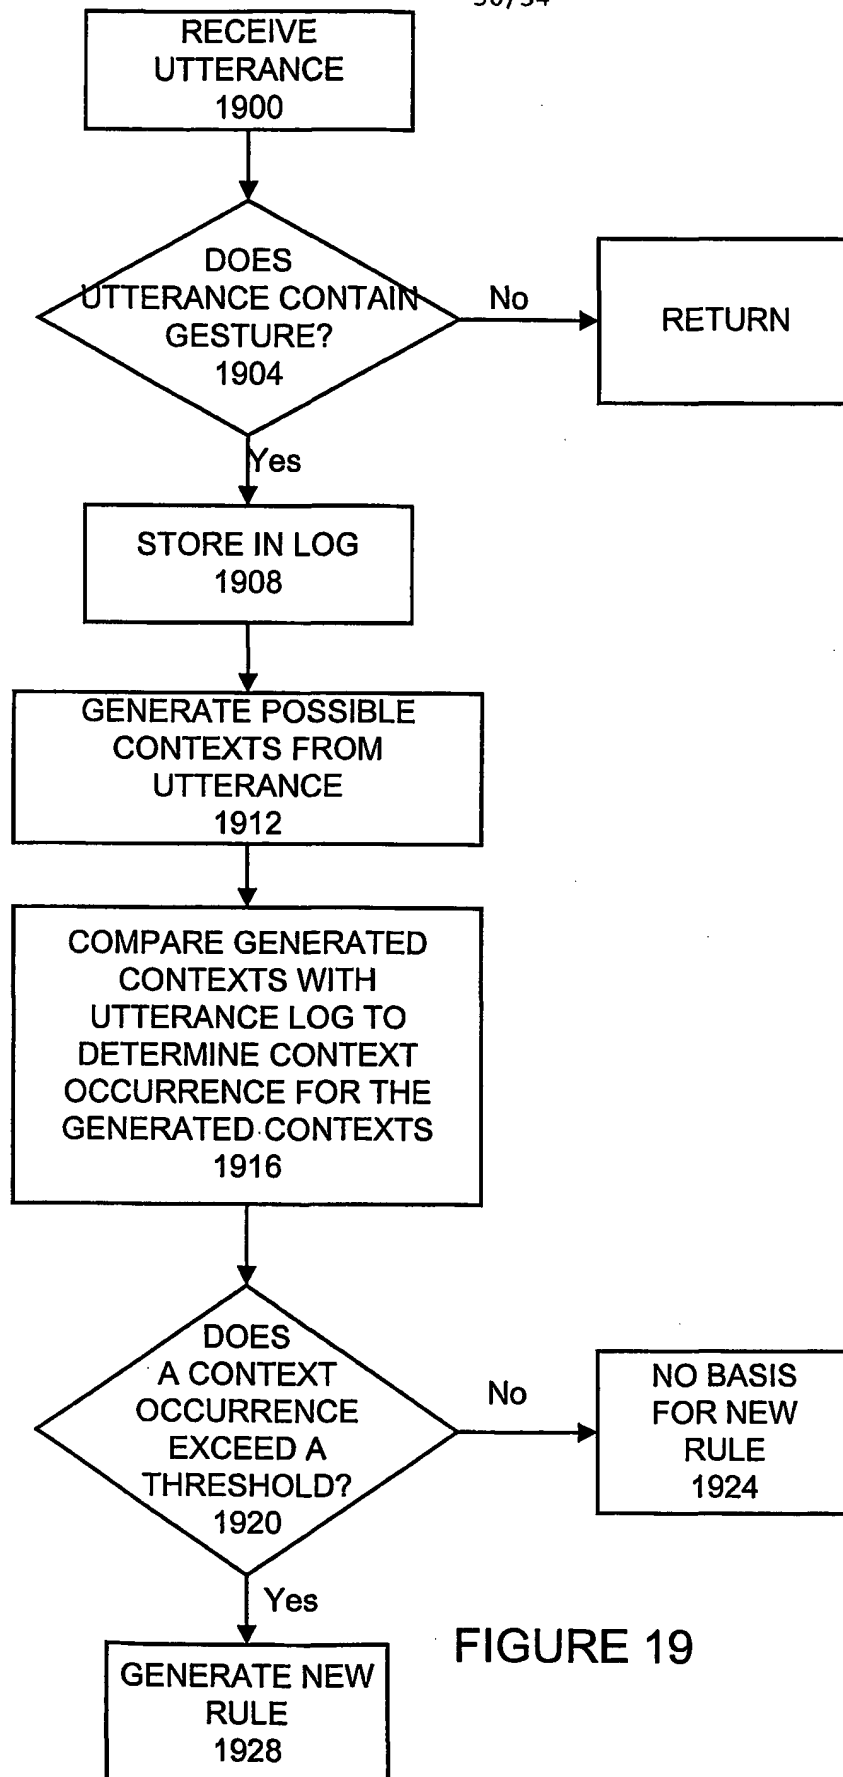 RECEIVE
UTTERANCE
1900
DOES
UTTERANCE CONTAIN
GESTURE?
1904
No
RETURN
Yes
STORE IN LOG
1908
GENERATE POSSIBLE
CONTEXTS FROM
UTTERANCE
1912
COMPARE GENERATED
CONTEXTS WITH
UTTERANCE LOG TO
DETERMINE CONTEXT
OCCURRENCE FOR THE
GENERATED CONTEXTS
1916
DOES
A CONTEXT
OCCURRENCE
EXCEED A
THRESHOLD?
1920
No
NO BASIS
FOR NEW
RULE
1924
Yes
GENERATE NEW
RULE
1928
FIGURE 19